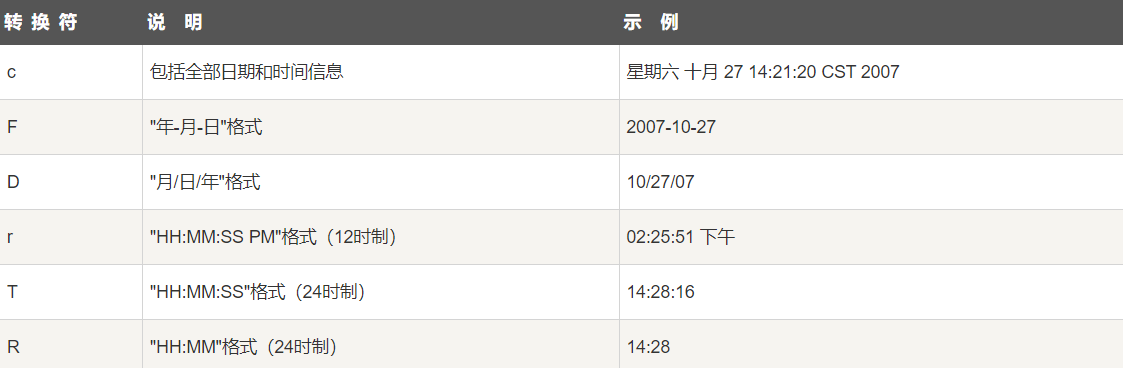 转 换 符 说 明 示 例
c 包括全部日期和时间信息 星期六 十月 27 14:21:20 CST 2007
F "年-月-日"格式 2007-10-27
D "月/日/年"格式 10/27/07
r "HH:MM:SS PM"格式（12时制） 02:25:51 下午
T "HH:MM:SS"格式（24时制） 14:28:16
R "HH:MM"格式（24时制） 14:28